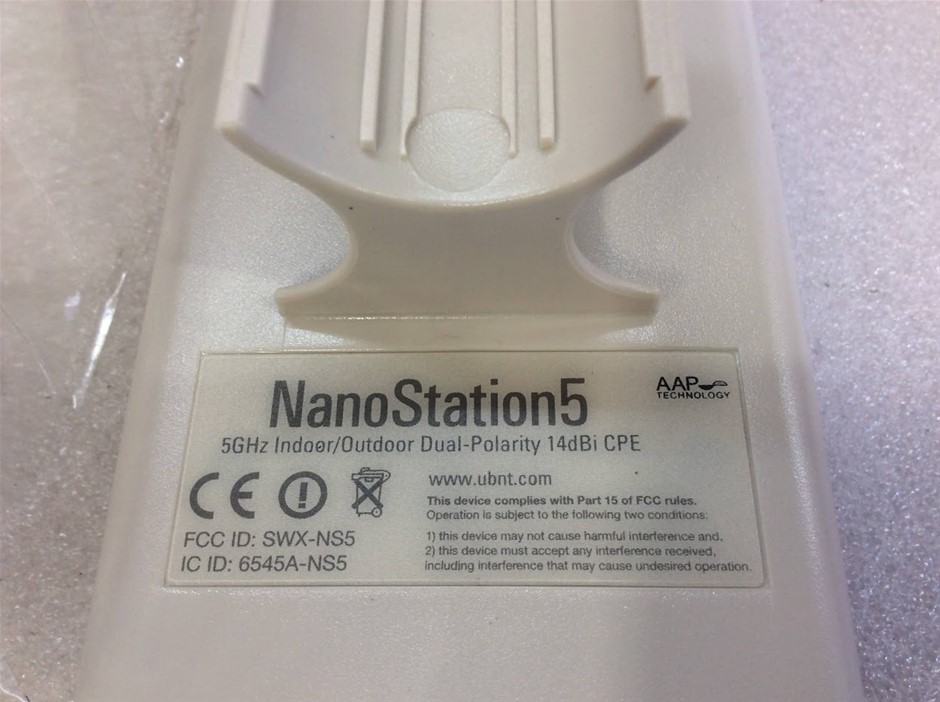 NanoStation5
AAP
TECHNOLOGY
5GHz Indoor/Outdoor Dual-Polarity 14dBi CPE
CE
www.ubnt.com
This device complies with Part 15 of FCC rules.
Operation is subject to the following two conditions:
FCC ID: SWX-NS5
IC ID: 6545A-NS5
1) this device may not cause harmful interference and,
2) this device must accept any interference received,
including interference that may cause undesired operation.